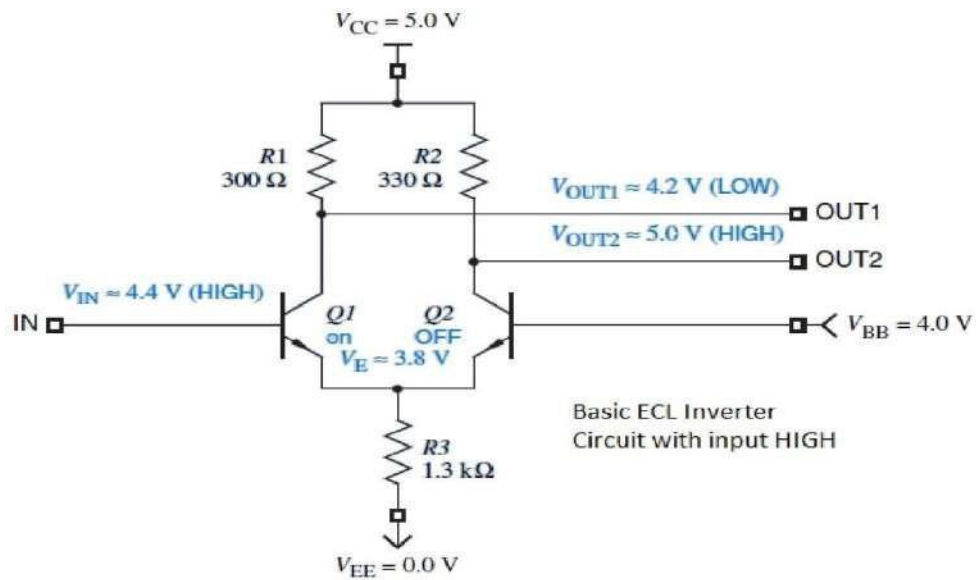 VCC = 5.0 V
R1
300 Ω
R2
330 Ω
VOUT1 ≈ 4.2 V (LOW)
OUT1
VOUT2 ≈ 5.0 V (HIGH)
OUT2
VIN ≈ 4.4 V (HIGH)
IN
Q1
on
Q2
OFF
VE ≈ 3.8 V
VBB = 4.0 V
Basic ECL Inverter
Circuit with input HIGH
R3
1.3 kΩ
VEE = 0.0 V